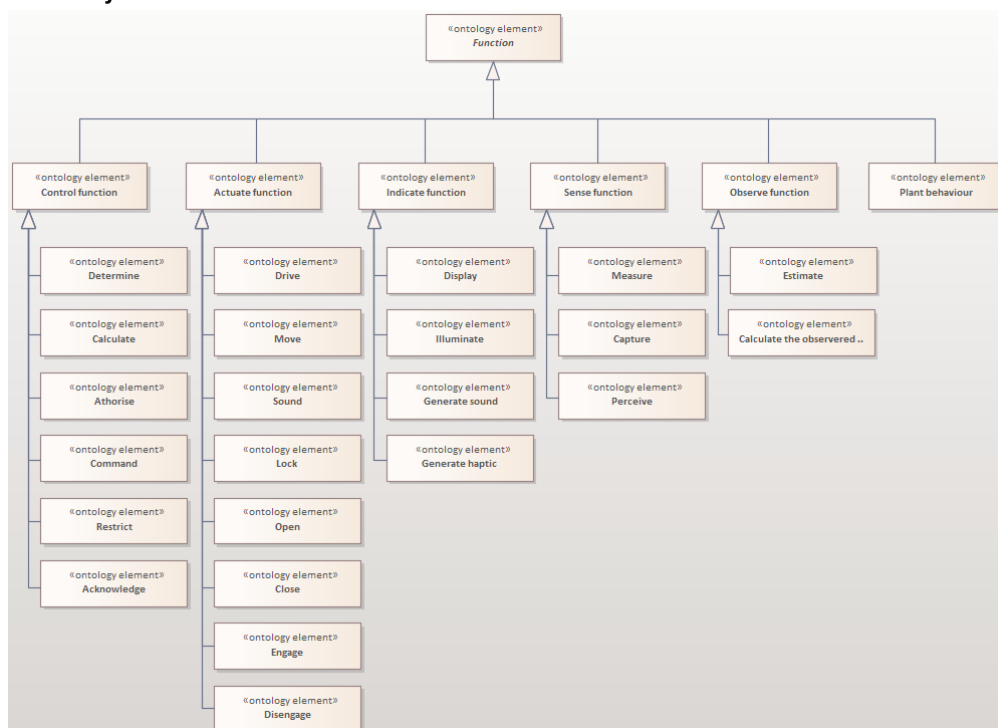 «ontology element»
Function
«ontology element»
Control function
«ontology element»
Actuate function
«ontology element»
Indicate function
«ontology element»
Sense function
«ontology element»
Observe function
«ontology element»
Plant behaviour
«ontology element»
Determine
«ontology element»
Calculate
«ontology element»
Athorise
«ontology element»
Command
«ontology element»
Restrict
«ontology element»
Acknowledge
«ontology element»
Drive
«ontology element»
Move
«ontology element»
Sound
«ontology element»
Lock
«ontology element»
Open
«ontology element»
Close
«ontology element»
Engage
«ontology element»
Disengage
«ontology element»
Display
«ontology element»
Illuminate
«ontology element»
Generate sound
«ontology element»
Generate haptic
«ontology element»
Measure
«ontology element»
Capture
«ontology element»
Perceive
«ontology element»
Estimate
«ontology element»
Calculate the observered ..